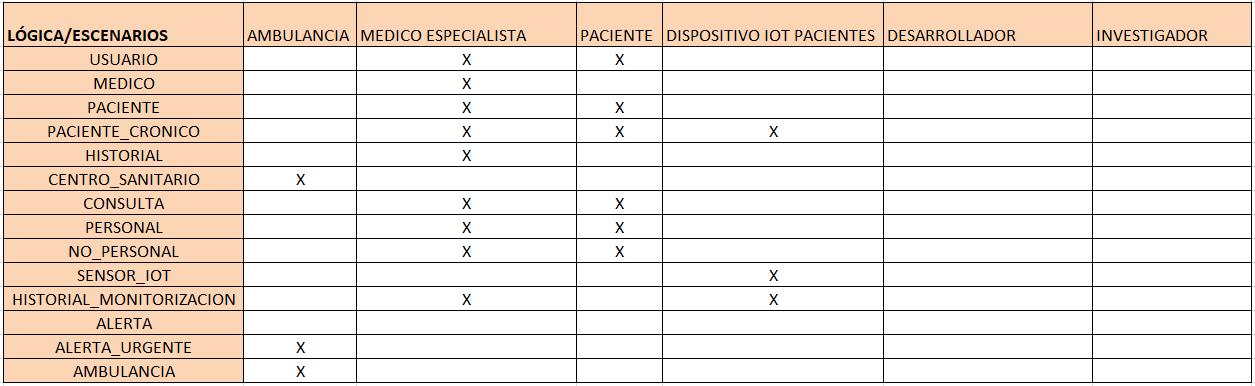 LÓGICA/ESCENARIOS AMBULANCIA MEDICO ESPECIALISTA PACIENTE DISPOSITIVO IOT PACIENTES DESARROLLADOR INVESTIGADOR
USUARIO X X
MEDICO X
PACIENTE X X
PACIENTE_CRONICO X X X
HISTORIAL X
CENTRO_SANITARIO X
CONSULTA X X
PERSONAL X X
NO_PERSONAL X X
SENSOR_IOT X
HISTORIAL_MONITORIZACION X X
ALERTA
ALERTA_URGENTE X
AMBULANCIA X